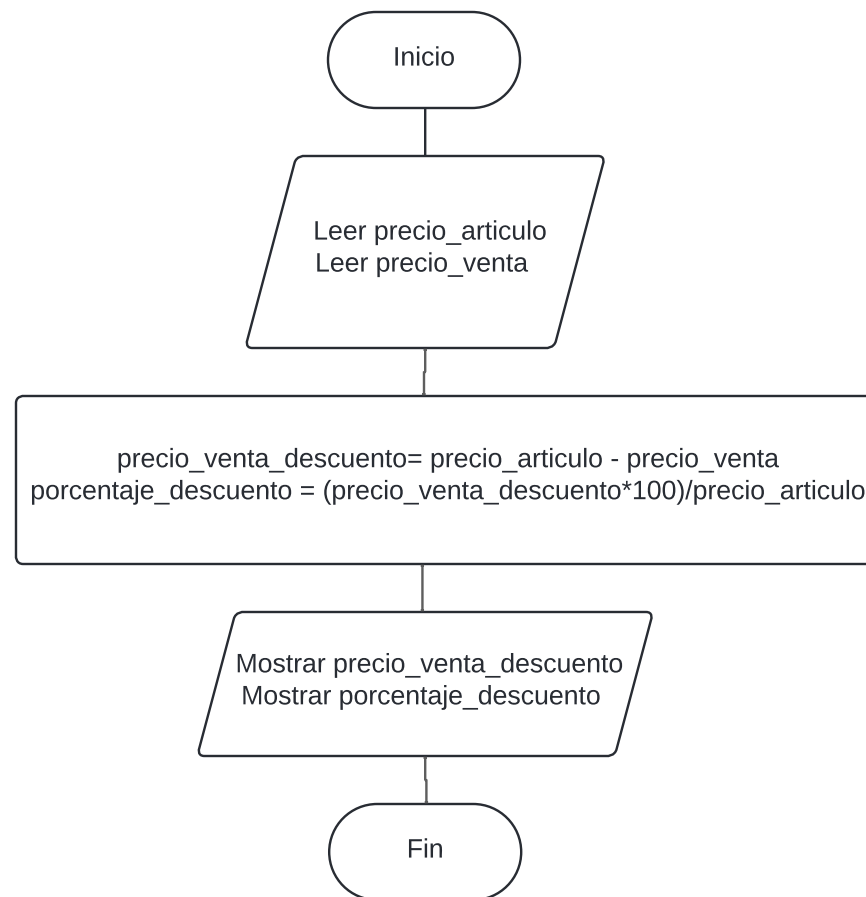 Inicio
Leer precio_articulo
Leer precio_venta
precio_venta_descuento= precio_articulo - precio_venta
porcentaje_descuento = (precio_venta_descuento*100)/precio_articulo
Mostrar precio_venta_descuento
Mostrar porcentaje_descuento
Fin